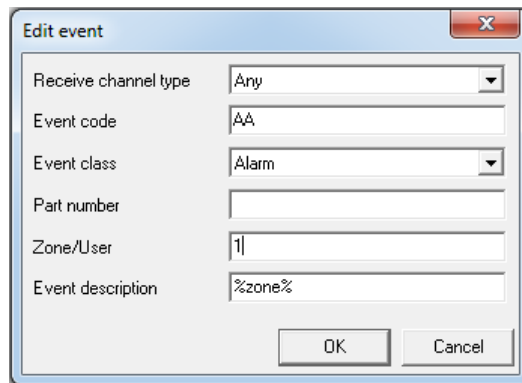 Edit event
Receive channel type Any
Event code AA
Event class Alarm
Part number
Zone/User 1
Event description %zone%
OK Cancel